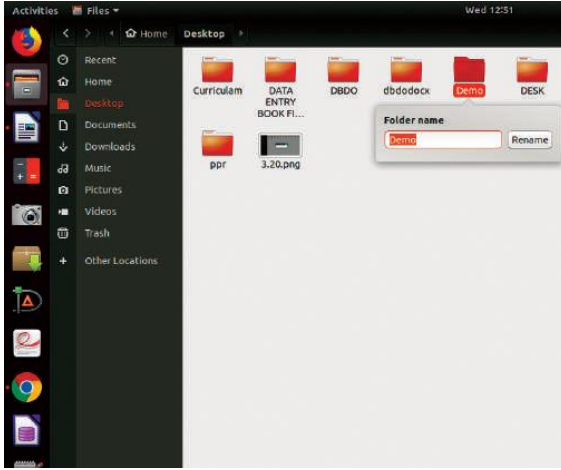 Activities Files Wed 12:51
Home Desktop
Recent
Home
Desktop
Documents
Downloads
Music
Pictures
Videos
Trash
Other Locations
Curriculam DATA ENTRY BOOK FI... DBDO dbdodocx Demo DESK
Folder name
Demo Rename
ppr 3.20.png